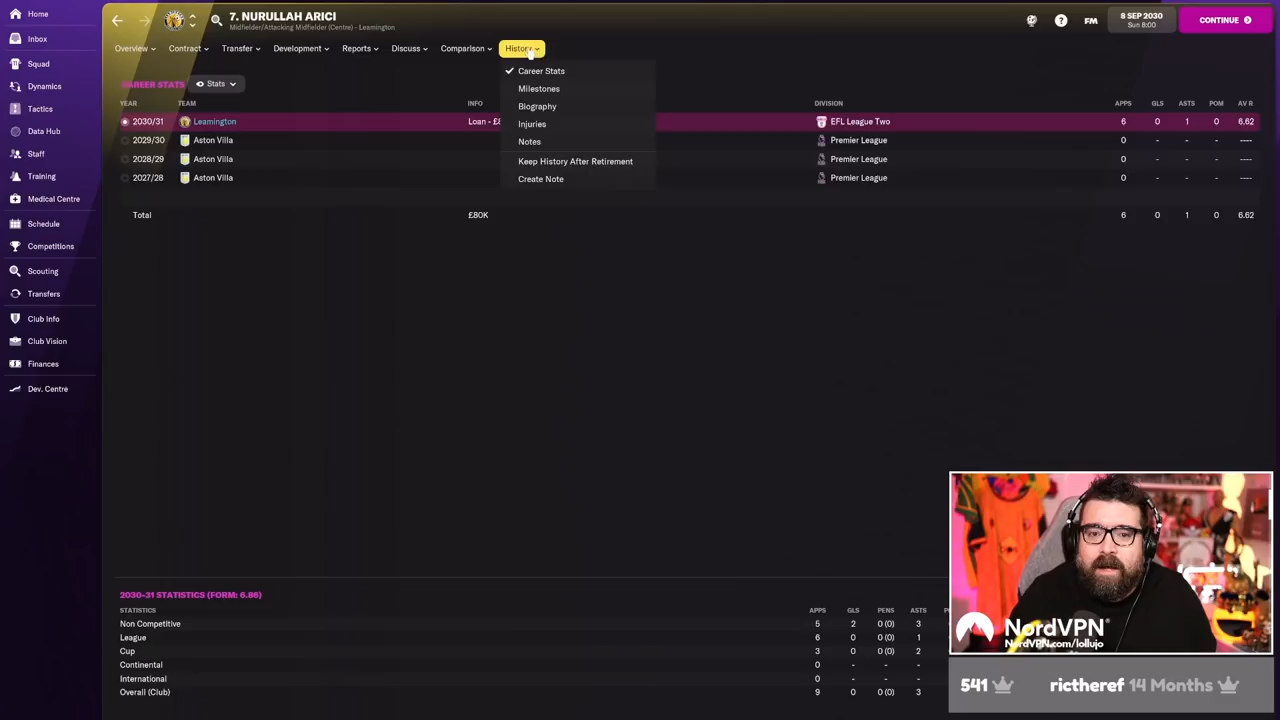 7. NURULLAH ARICI
Midfielder/Attacking Midfielder (Centre) - Leamington
FM
8 SEP 2030
Sun 8:00
CONTINUE
Home
Inbox
Squad
Dynamics
Tactics
Data Hub
Staff
Training
Medical Centre
Schedule
Competitions
Scouting
Transfers
Club Info
Club Vision
Finances
Dev. Centre
Overview
Contract
Transfer
Development
Reports
Discuss
Comparison
History
Career Stats
Milestones
Biography
Injuries
Notes
Keep History After Retirement
Create Note
CAREER STATS
Stats
YEAR TEAM INFO DIVISION APPS GLS ASTS POM AV R
2030/31 Leamington Loan - £8 EFL League Two 6 0 1 0 6.62
2029/30 Aston Villa Premier League 0 - - - ----
2028/29 Aston Villa Premier League 0 - - - ----
2027/28 Aston Villa Premier League 0 - - - ----
Total £80K 6 0 1 0 6.62
2030-31 STATISTICS (FORM: 6.86)
STATISTICS APPS GLS PENS ASTS
Non Competitive 5 2 0 (0) 3
League 6 0 0 (0) 1
Cup 3 0 0 (0) 2
Continental 0 - - -
International 0 - - -
Overall (Club) 9 0 0 (0) 3
NordVPN®
NordVPN.com/lollujo
541
rictheref 14 Months